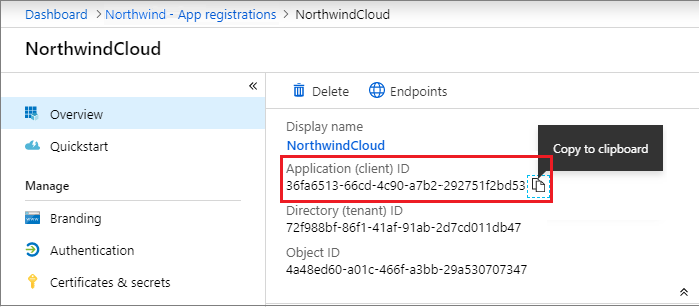 Dashboard > Northwind - App registrations > NorthwindCloud
NorthwindCloud
«
Overview
Quickstart
Manage
Branding
Authentication
Certificates & secrets
Delete Endpoints
Display name
NorthwindCloud
Copy to clipboard
Application (client) ID
36fa6513-66cd-4c90-a7b2-292751f2bd53
Directory (tenant) ID
72f988bf-86f1-41af-91ab-2d7cd011db47
Object ID
4a48ed60-a01c-466f-a3bb-29a530707347